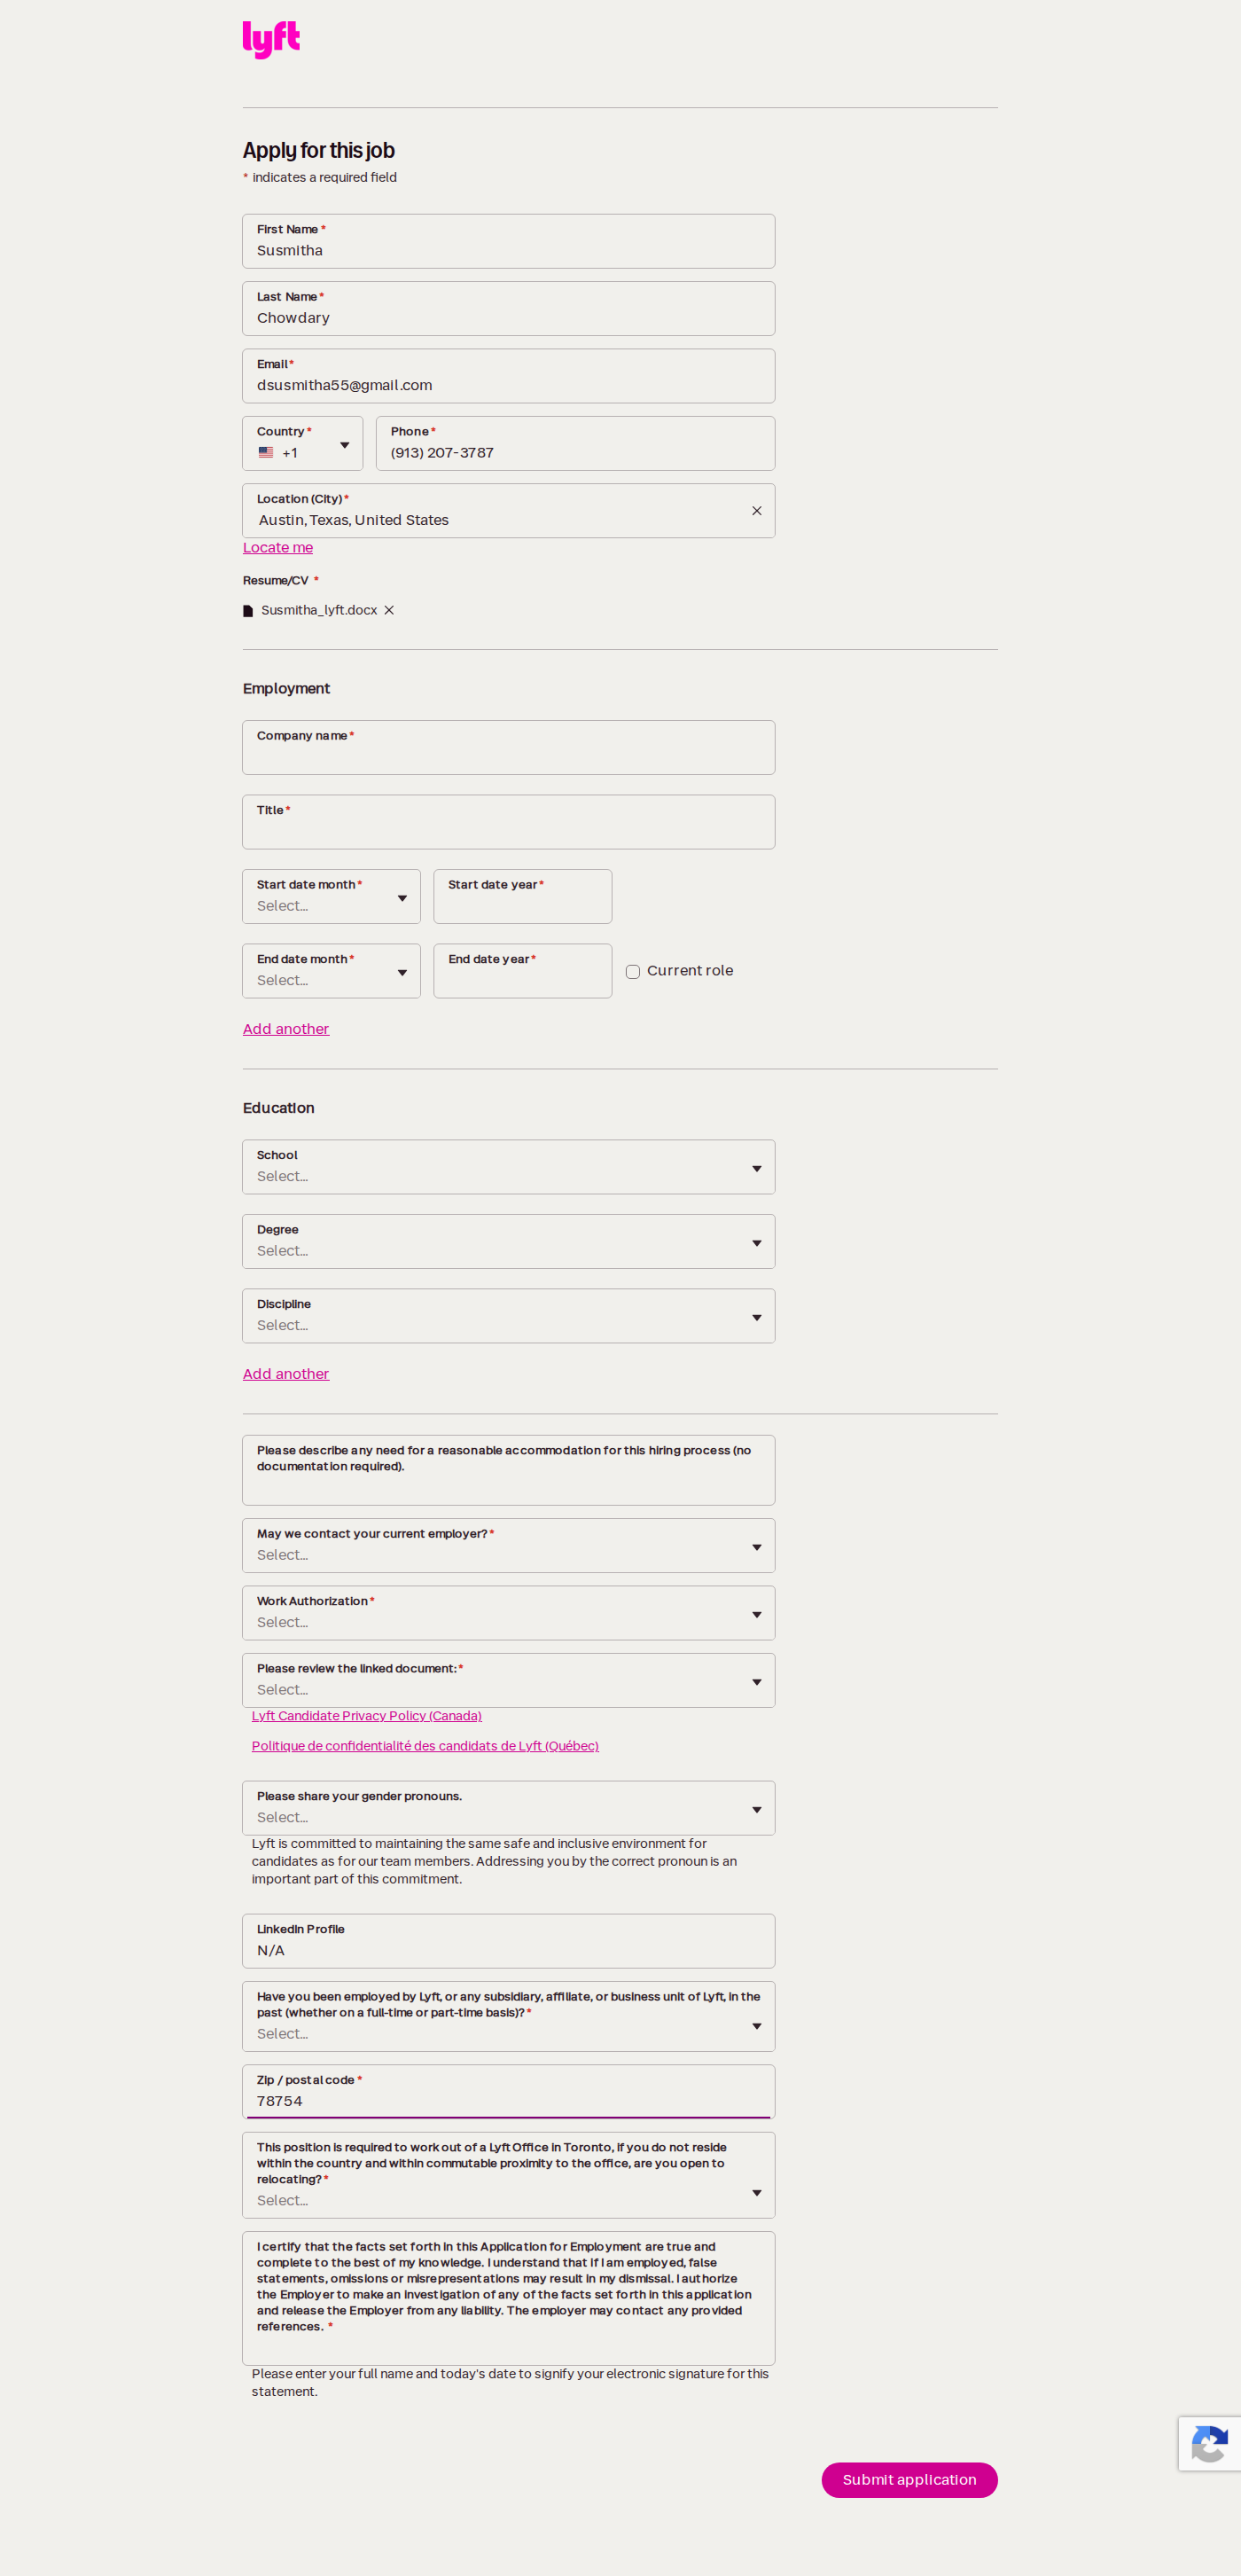 lyft
Apply for this job
* indicates a required field
First Name *
Susmitha
Last Name *
Chowdary
Email *
dsusmitha55@gmail.com
Country *
+1
Phone *
(913) 207-3787
Location (City) *
Austin, Texas, United States
Locate me
Resume/CV *
Susmitha_lyft.docx
Employment
Company name *
Title *
Start date month *
Select...
Start date year *
End date month *
Select...
End date year *
Current role
Add another
Education
School
Select...
Degree
Select...
Discipline
Select...
Add another
Please describe any need for a reasonable accommodation for this hiring process (no
documentation required).
May we contact your current employer? *
Select...
Work Authorization *
Select...
Please review the linked document: *
Select...
Lyft Candidate Privacy Policy (Canada)
Politique de confidentialité des candidats de Lyft (Québec)
Please share your gender pronouns.
Select...
Lyft is committed to maintaining the same safe and inclusive environment for
candidates as for our team members. Addressing you by the correct pronoun is an
important part of this commitment.
LinkedIn Profile
N/A
Have you been employed by Lyft, or any subsidiary, affiliate, or business unit of Lyft, in the
past (whether on a full-time or part-time basis)? *
Select...
Zip / postal code *
78754
This position is required to work out of a Lyft Office in Toronto, if you do not reside
within the country and within commutable proximity to the office, are you open to
relocating? *
Select...
I certify that the facts set forth in this Application for Employment are true and
complete to the best of my knowledge. I understand that if I am employed, false
statements, omissions or misrepresentations may result in my dismissal. I authorize
the Employer to make an investigation of any of the facts set forth in this application
and release the Employer from any liability. The employer may contact any provided
references. *
Please enter your full name and today's date to signify your electronic signature for this
statement.
Submit application